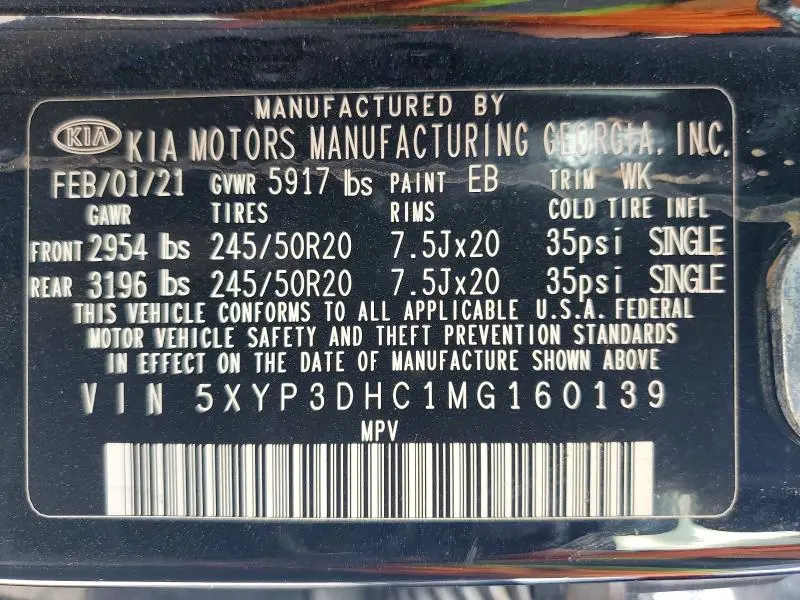 MANUFACTURED BY
KIA KIA MOTORS MANUFACTURING GEORGIA, INC.
FEB/01/21 GVWR 5917 lbs PAINT EB TRIM WK
GAWR TIRES RIMS COLD TIRE INFL
FRONT 2954 lbs 245/50R20 7.5Jx20 35psi SINGLE
REAR 3196 lbs 245/50R20 7.5Jx20 35psi SINGLE
THIS VEHICLE CONFORMS TO ALL APPLICABLE U.S.A. FEDERAL
MOTOR VEHICLE SAFETY AND THEFT PREVENTION STANDARDS
IN EFFECT ON THE DATE OF MANUFACTURE SHOWN ABOVE
VIN 5XYP3DHC1MG160139
MPV